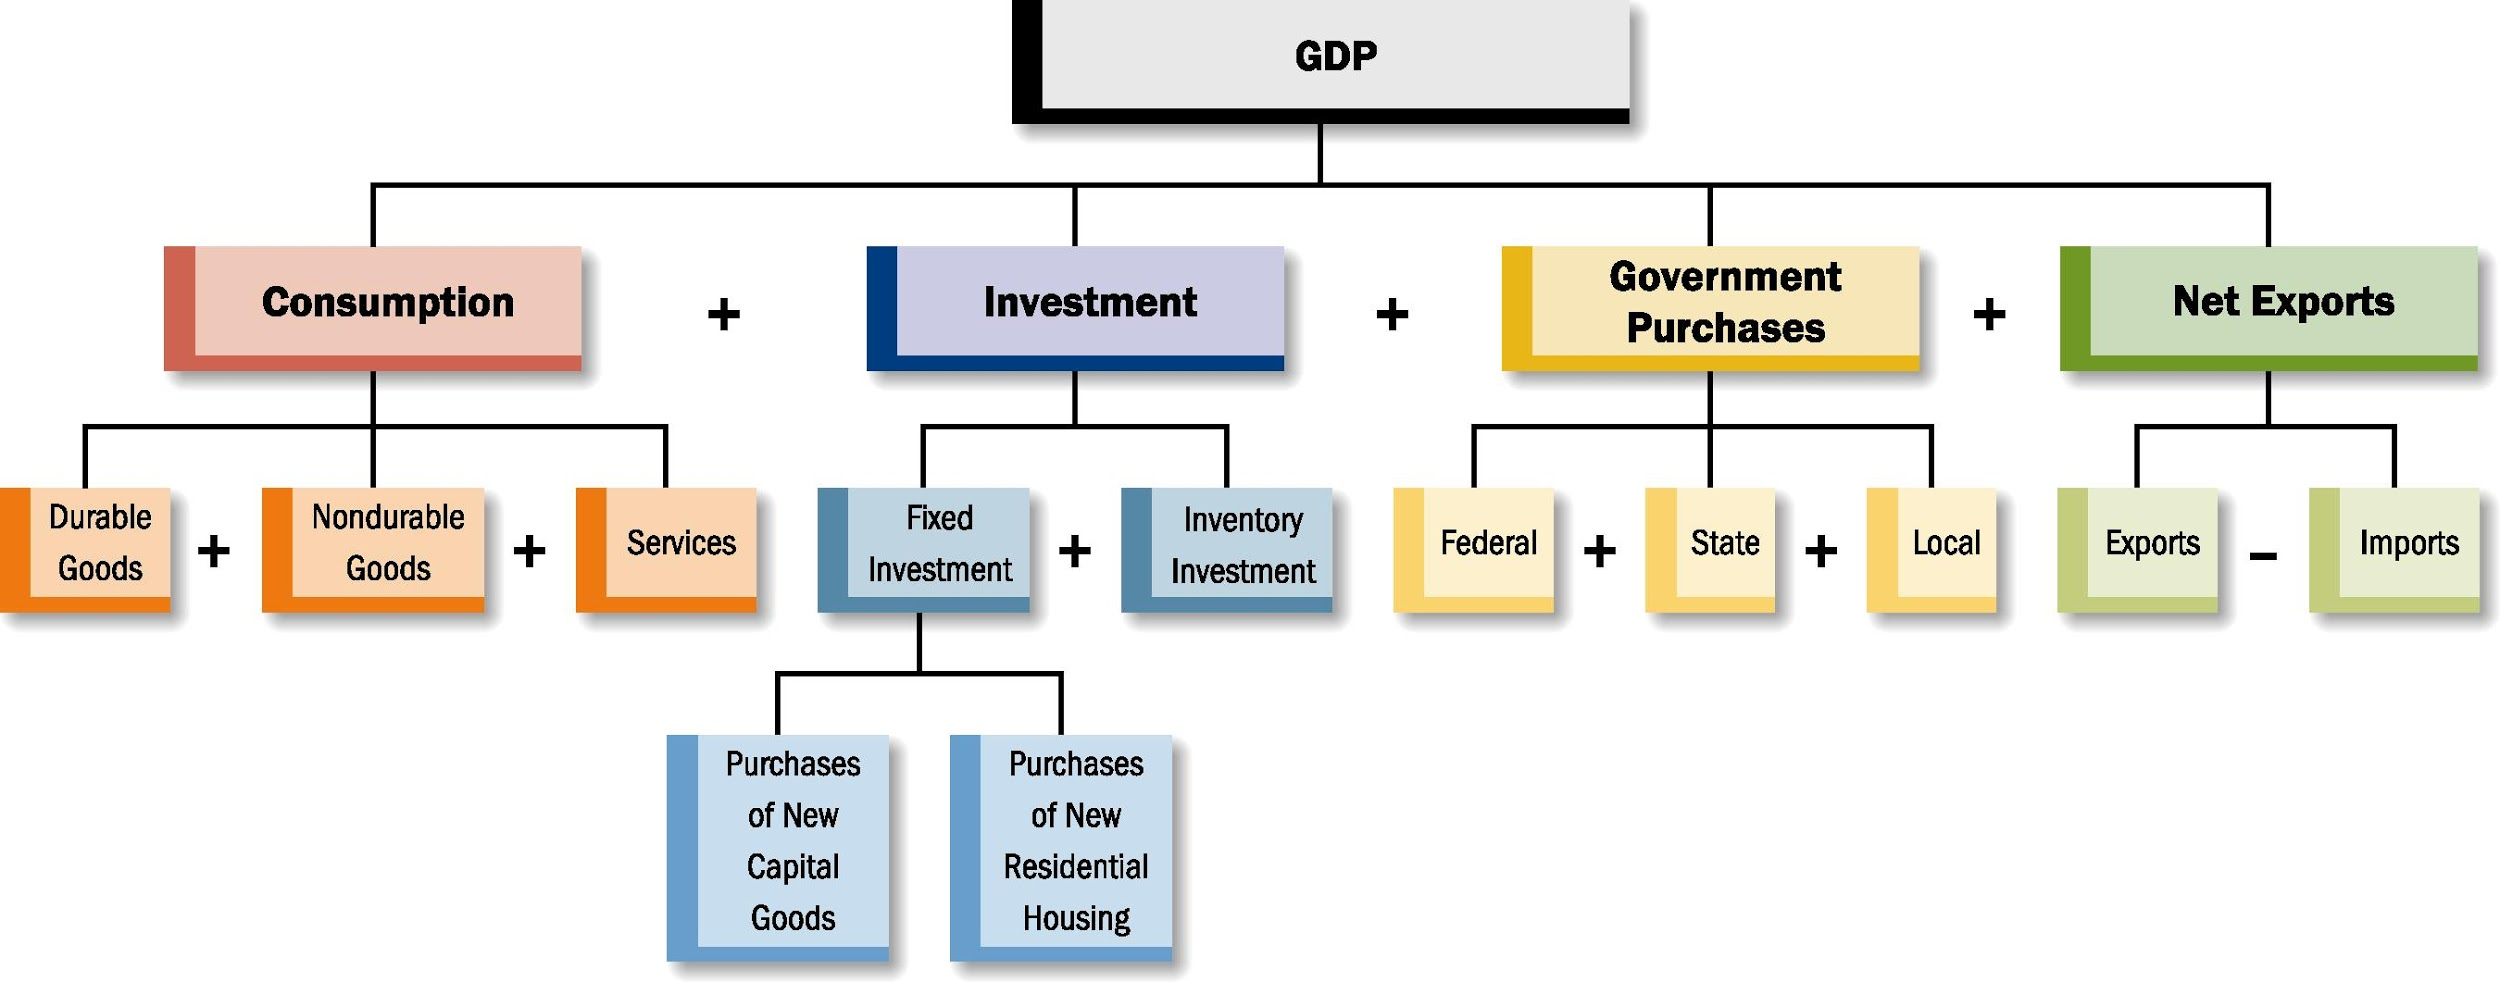 GDP
Consumption
+
Investment
+
Government
Purchases
+
Net Exports
Durable
Goods
+
Nondurable
Goods
+
Services
Fixed
Investment
+
Inventory
Investment
Federal
+
State
+
Local
Exports
–
Imports
Purchases
of New
Capital
Goods
Purchases
of New
Residential
Housing